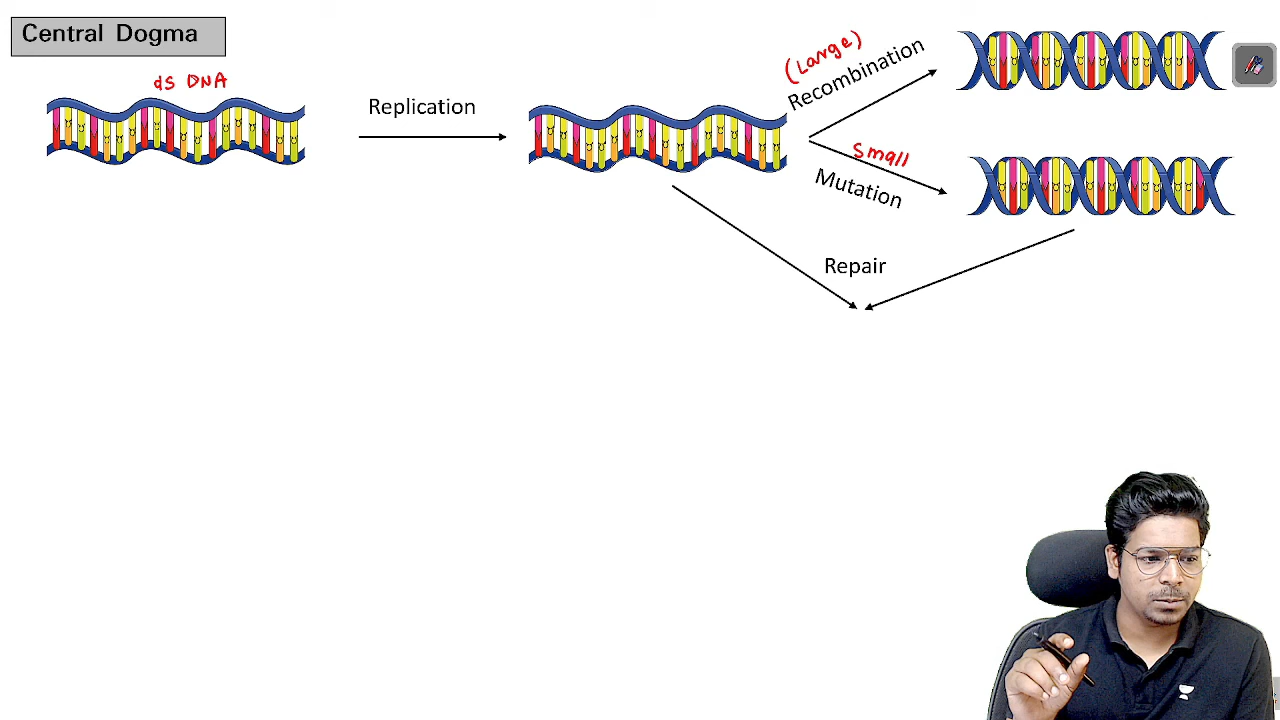 Central Dogma
ds DNA
Replication
(Large)
Recombination
Small
Mutation
Repair